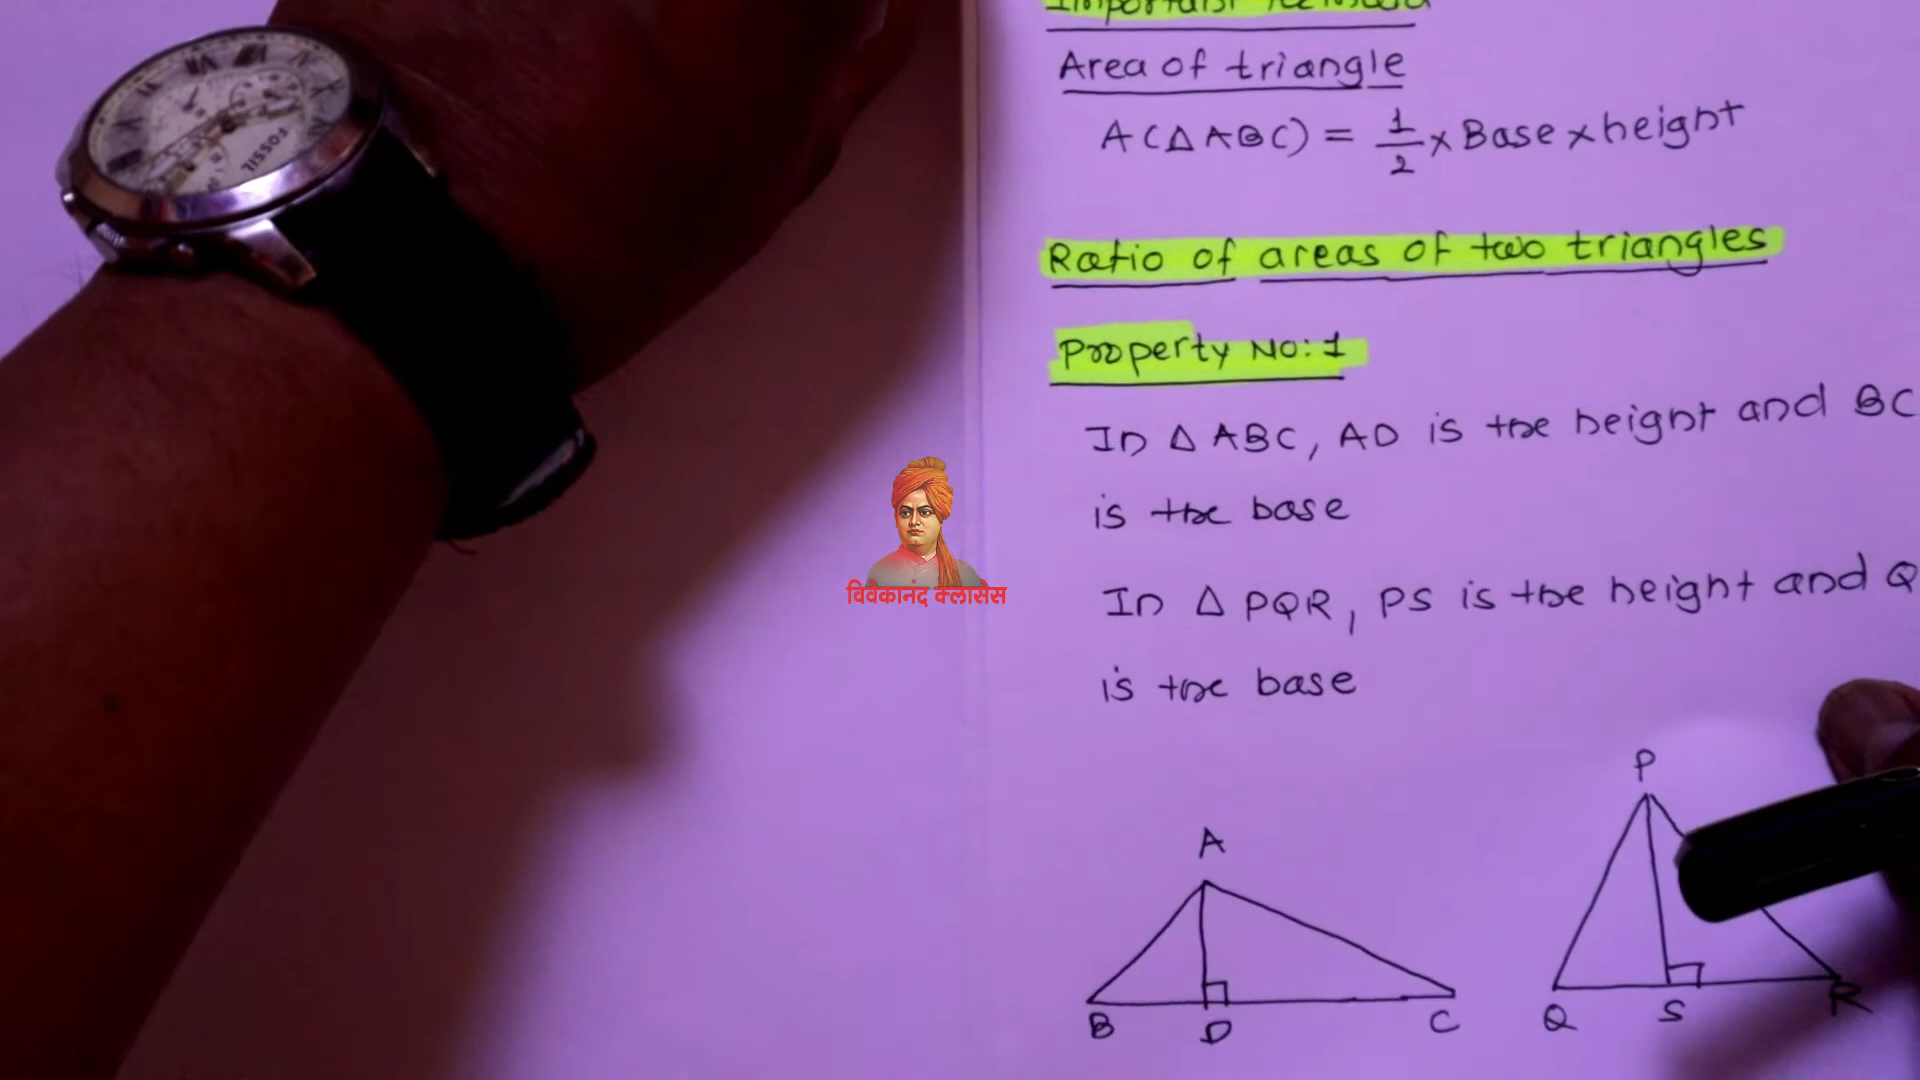 Important
Area of triangle
A(△ABC) = 1/2 × Base × height
Ratio of areas of two triangles
Property No: 1
In △ ABC, AD is the height and BC
is the base
In △ PQR, PS is the height and Q
is the base
P
A
B D C
Q S R
FOSSIL
विवेकानंद क्लासेस